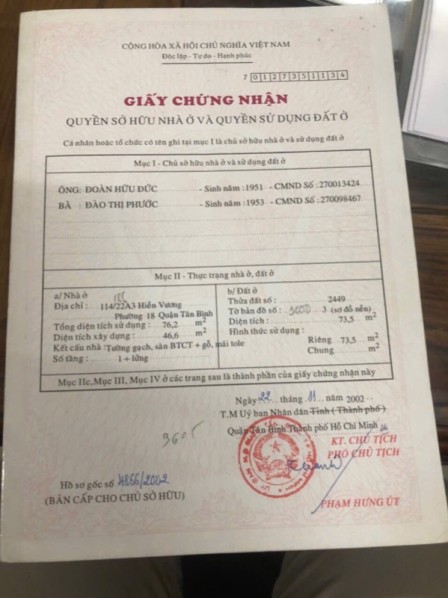 CỘNG HÒA XÃ HỘI CHỦ NGHĨA VIỆT NAM
Độc lập - Tự do - Hạnh phúc
7 0 1 2 7 3 3 1 1 3 4
GIẤY CHỨNG NHẬN
QUYỀN SỞ HỮU NHÀ Ở VÀ QUYỀN SỬ DỤNG ĐẤT Ở
Cá nhân hoặc tổ chức có tên ghi tại mục I là chủ sở hữu nhà ở và sử dụng đất ở
Mục I - Chủ sở hữu nhà ở và sử dụng đất ở
ÔNG: ĐOÀN HỮU ĐỨC - Sinh năm : 1951 - CMND Số : 270013424
BÀ : ĐÀO THỊ PHƯỚC - Sinh năm : 1953 - CMND Số : 270098467
Mục II - Thực trạng nhà ở, đất ở
a/ Nhà ở
Địa chỉ : 114/22A3 Hiền Vương
Phường 18 Quận Tân Bình
Tổng diện tích sử dụng : 76,2 m2
Diện tích xây dựng : 46,6 m2
Kết cấu nhà : Tường gạch, sàn BTCT + gỗ, mái tole
Số tầng : 1 + lửng
b/ Đất ở
Thửa đất số : 2449
Tờ bản đồ số : 3 (sơ đồ nền)
Diện tích : 73,5 m2
Hình thức sử dụng :
Riêng 73,5 m2
Chung m2
Mục IIc, Mục III, Mục IV ở các trang sau là thành phần của giấy chứng nhận này
Ngày 22 tháng 11 năm 2002
T.M Uỷ ban Nhân dân Tỉnh ( Thành phố )
Quận Tân Bình Thành phố Hồ Chí Minh
KT. CHỦ TỊCH
PHÓ CHỦ TỊCH
3605
Hồ sơ gốc số 4866/2002
(BẢN CẤP CHO CHỦ SỞ HỮU)
PHẠM HƯNG ÚT